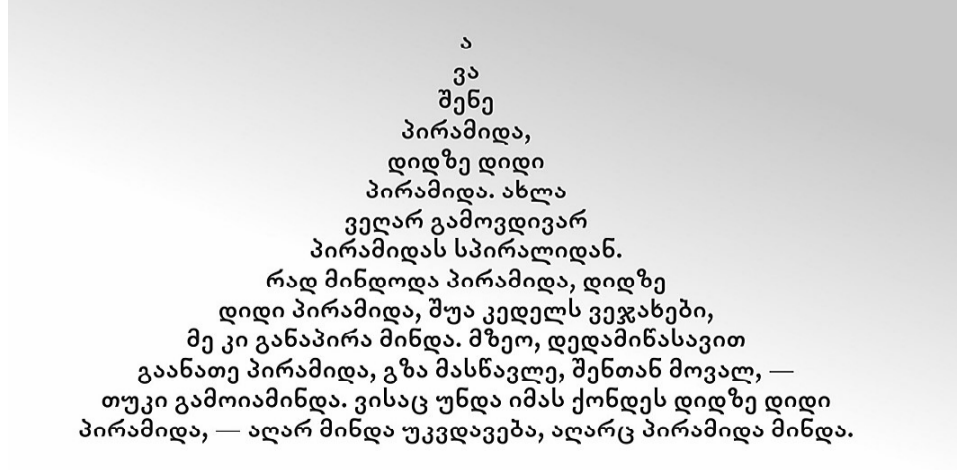 ა
ვა
შენე
პირამიდა,
დიდზე დიდი
პირამიდა. ახლა
ვეღარ გამოვდივარ
პირამიდას სპირალიდან.
რად მინდოდა პირამიდა, დიდზე
დიდი პირამიდა, შუა კედელს ვეჯახები,
მე კი განაპირა მინდა. მზეო, დედამიწასავით
გაანათე პირამიდა, გზა მასწავლე, შენთან მოვალ, —
თუკი გამოიამინდა. ვისაც უნდა იმას ქონდეს დიდზე დიდი
პირამიდა, — აღარ მინდა უკვდავება, აღარც პირამიდა მინდა.